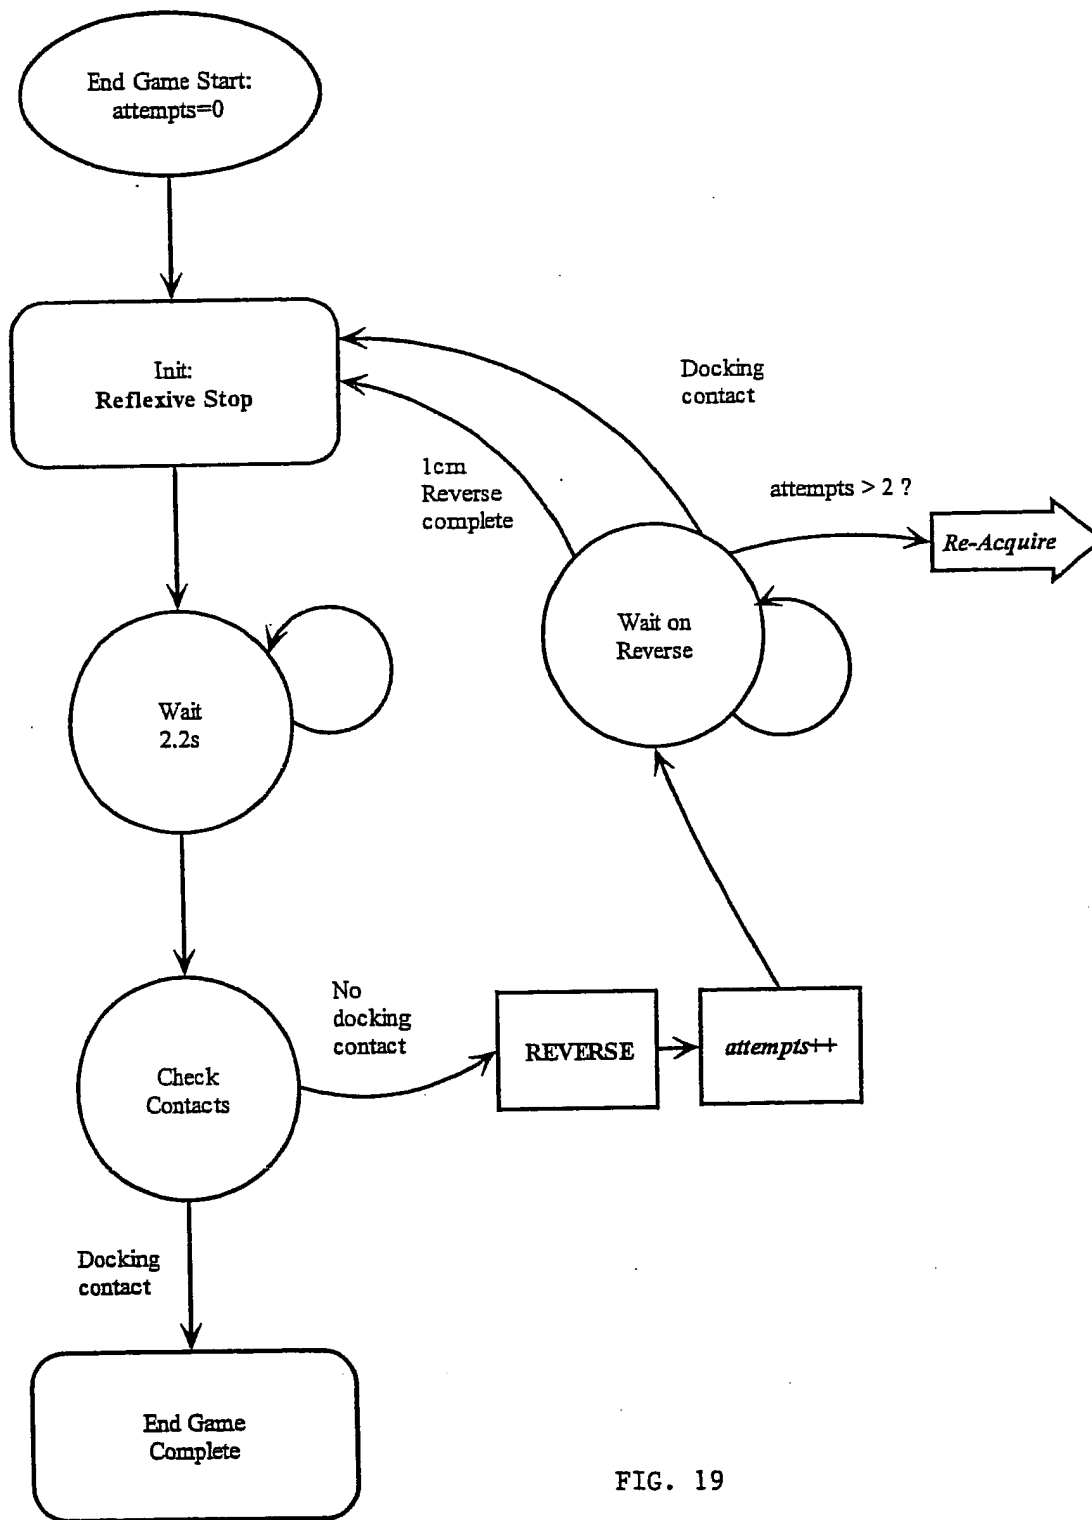 End Game Start:
attempts=0
Init:
Reflexive Stop
Docking
contact
1cm
Reverse
complete
attempts > 2 ?
Re-Acquire
Wait on
Reverse
Wait
2.2s
No
docking
contact
REVERSE
attempts++
Check
Contacts
Docking
contact
End Game
Complete
FIG. 19